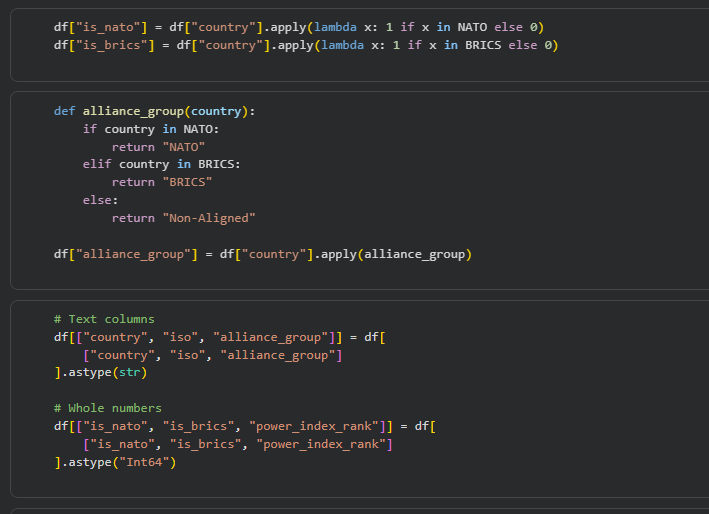 df["is_nato"] = df["country"].apply(lambda x: 1 if x in NATO else 0)
df["is_brics"] = df["country"].apply(lambda x: 1 if x in BRICS else 0)
def alliance_group(country):
    if country in NATO:
        return "NATO"
    elif country in BRICS:
        return "BRICS"
    else:
        return "Non-Aligned"
df["alliance_group"] = df["country"].apply(alliance_group)
# Text columns
df[["country", "iso", "alliance_group"]] = df[
    ["country", "iso", "alliance_group"]
].astype(str)
# Whole numbers
df[["is_nato", "is_brics", "power_index_rank"]] = df[
    ["is_nato", "is_brics", "power_index_rank"]
].astype("Int64")